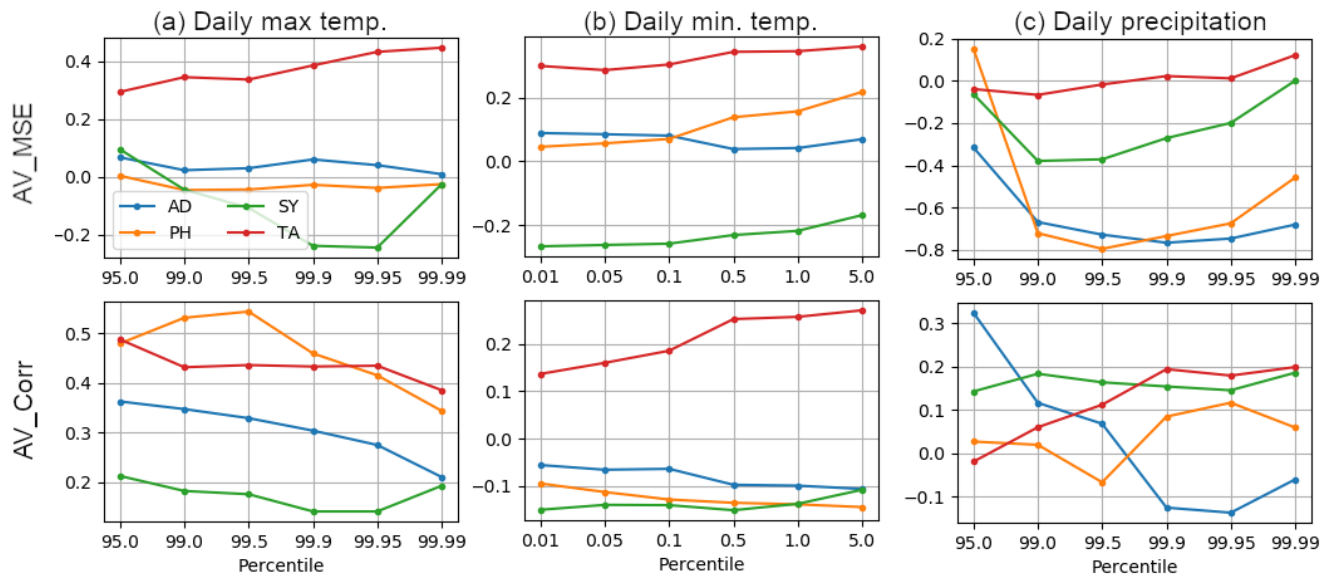 (a) Daily max temp.
(b) Daily min. temp.
(c) Daily precipitation
AV_MSE
0.4
0.2
0.0
−0.2
AD
PH
SY
TA
95.0 99.0 99.5 99.9 99.95 99.99
0.2
0.0
−0.2
0.01 0.05 0.1 0.5 1.0 5.0
0.2
0.0
−0.2
−0.4
−0.6
−0.8
95.0 99.0 99.5 99.9 99.95 99.99
AV_Corr
0.5
0.4
0.3
0.2
95.0 99.0 99.5 99.9 99.95 99.99
Percentile
0.2
0.1
0.0
−0.1
0.01 0.05 0.1 0.5 1.0 5.0
Percentile
0.3
0.2
0.1
0.0
−0.1
95.0 99.0 99.5 99.9 99.95 99.99
Percentile